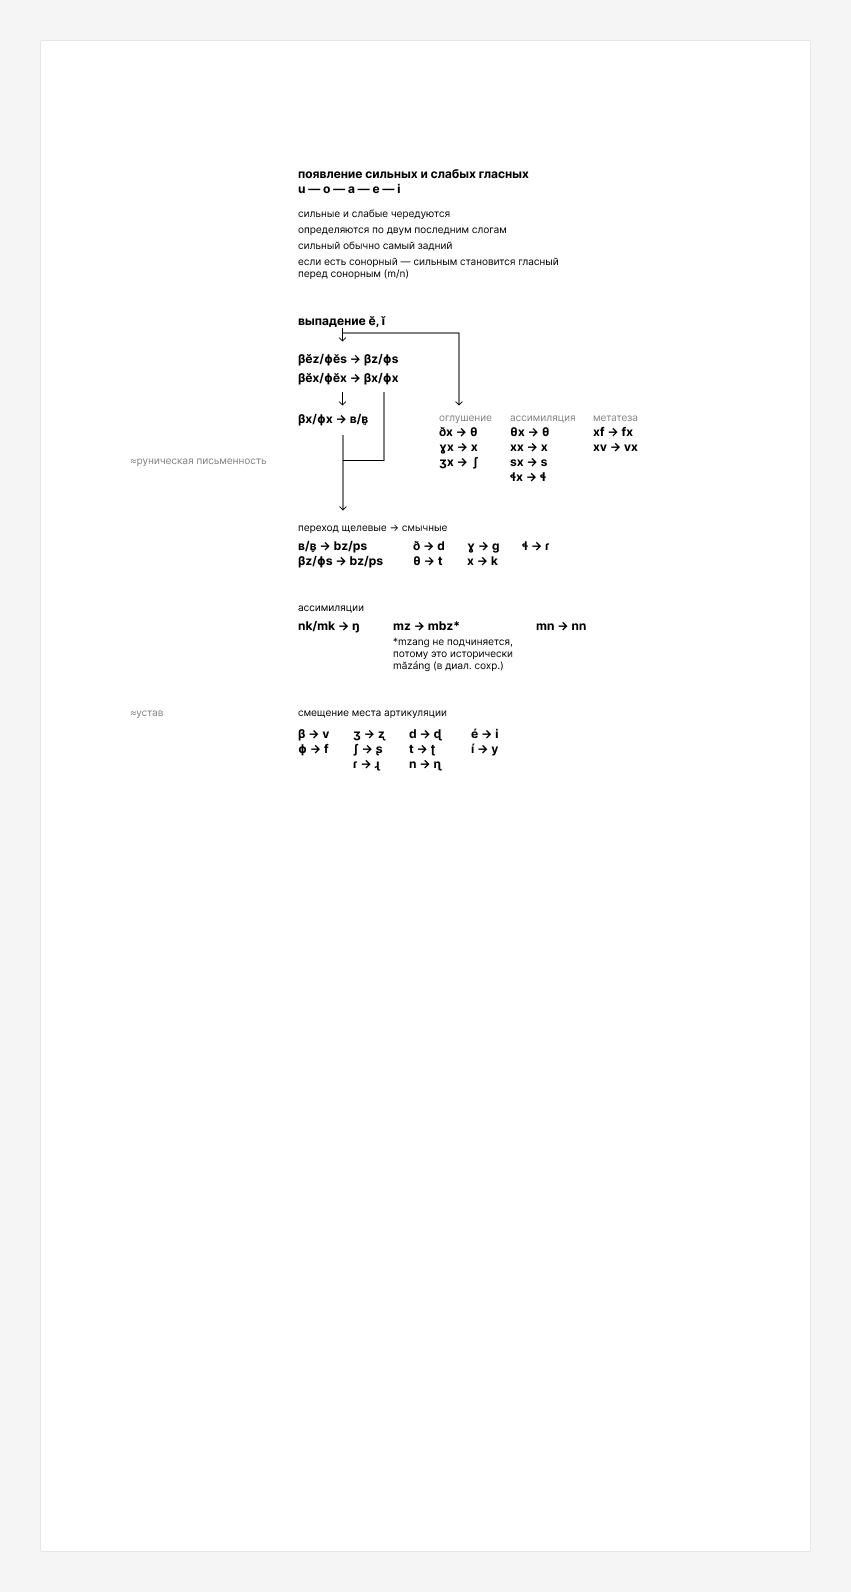 появление сильных и слабых гласных
u — o — a — e — i
сильные и слабые чередуются
определяются по двум последним слогам
сильный обычно самый задний
если есть сонорный — сильным становится гласный
перед сонорным (m/n)
выпадение ĕ, ĭ
βĕz/ɸĕs → βz/ɸs
βĕx/ɸĕx → βx/ɸx
βx/ɸx → ʙ/ʙ̥
оглушение ассимиляция метатеза
ðx → θ θx → θ xf → fx
ɣx → x xx → x xv → vx
ʒx → ʃ sx → s
ɬx → ɬ
≈руническая письменность
переход щелевые → смычные
ʙ/ʙ̥ → bz/ps ð → d ɣ → g ɬ → ɾ
βz/ɸs → bz/ps θ → t x → k
ассимиляции
nk/mk → ŋ mz → mbz* mn → nn
*mzang не подчиняется,
потому это исторически
măzáng (в диал. сохр.)
≈устав
смещение места артикуляции
β → v ʒ → ʐ d → ɖ é → i
ɸ → f ʃ → ʂ t → ʈ í → y
ɾ → ɻ n → ɳ